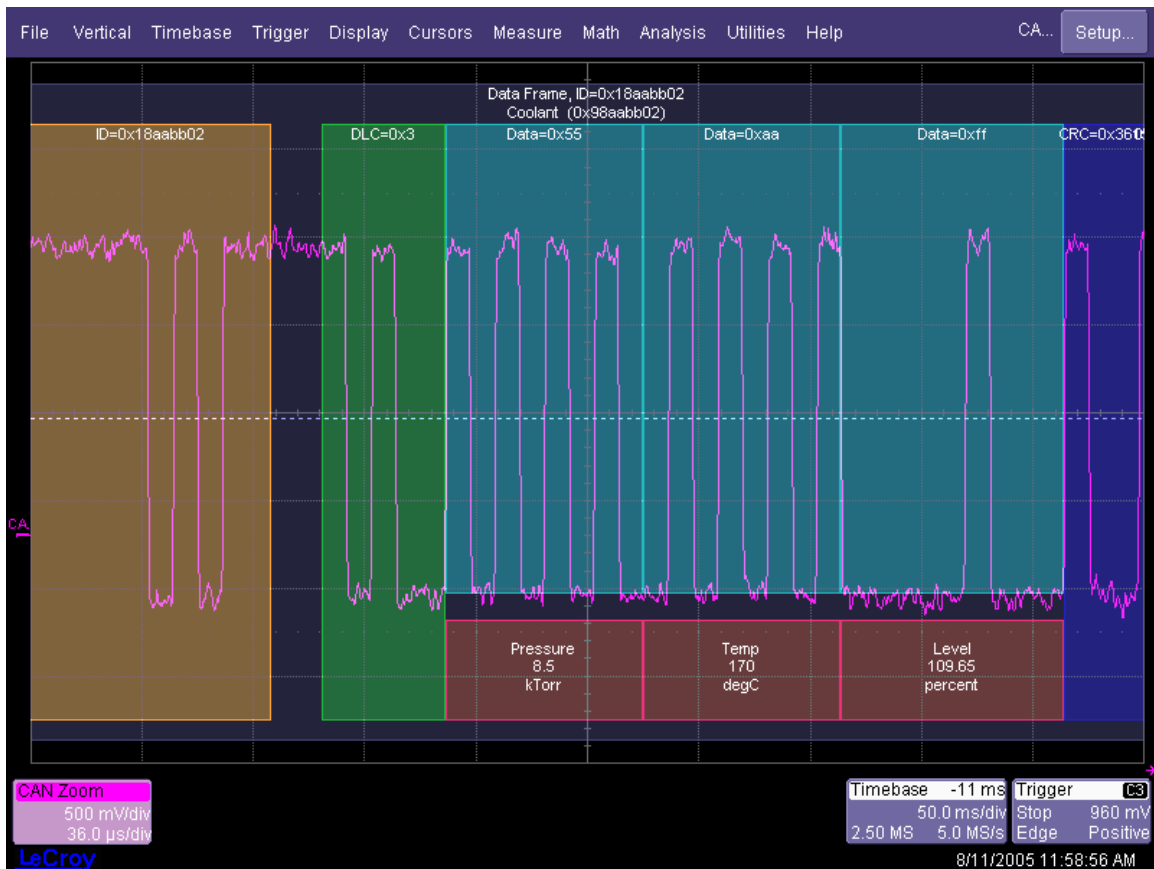 File Vertical Timebase Trigger Display Cursors Measure Math Analysis Utilities Help CA... Setup...
Data Frame, ID=0x18aabb02
Coolant (0x98aabb02)
ID=0x18aabb02 DLC=0x3 Data=0x55 Data=0xaa Data=0xff
CA
Pressure Temp Level
8.5 170 109.65
kTorr degC percent
CAN Zoom
500 mV/div
36.0 µs/div
Timebase -11 ms
50.0 ms/div
2.50 MS 5.0 MS/s
Trigger C3
Stop 960 mV
Edge Positive
LeCroy
8/11/2005 11:58:56 AM